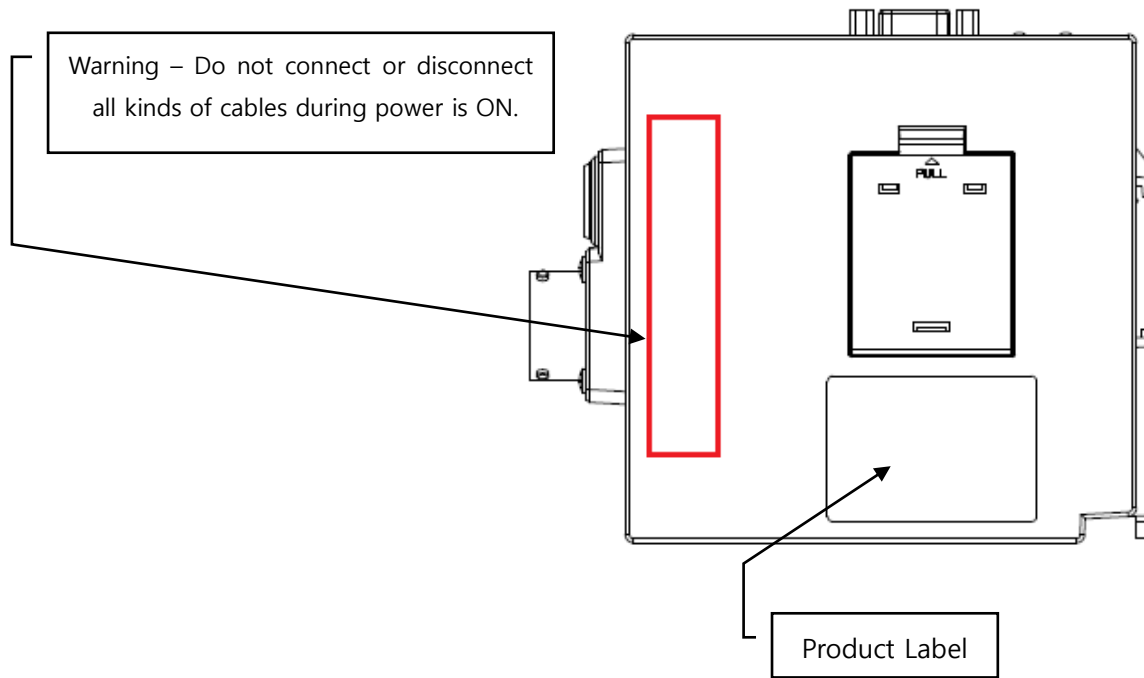 Warning – Do not connect or disconnect
all kinds of cables during power is ON.
PULL
Product Label